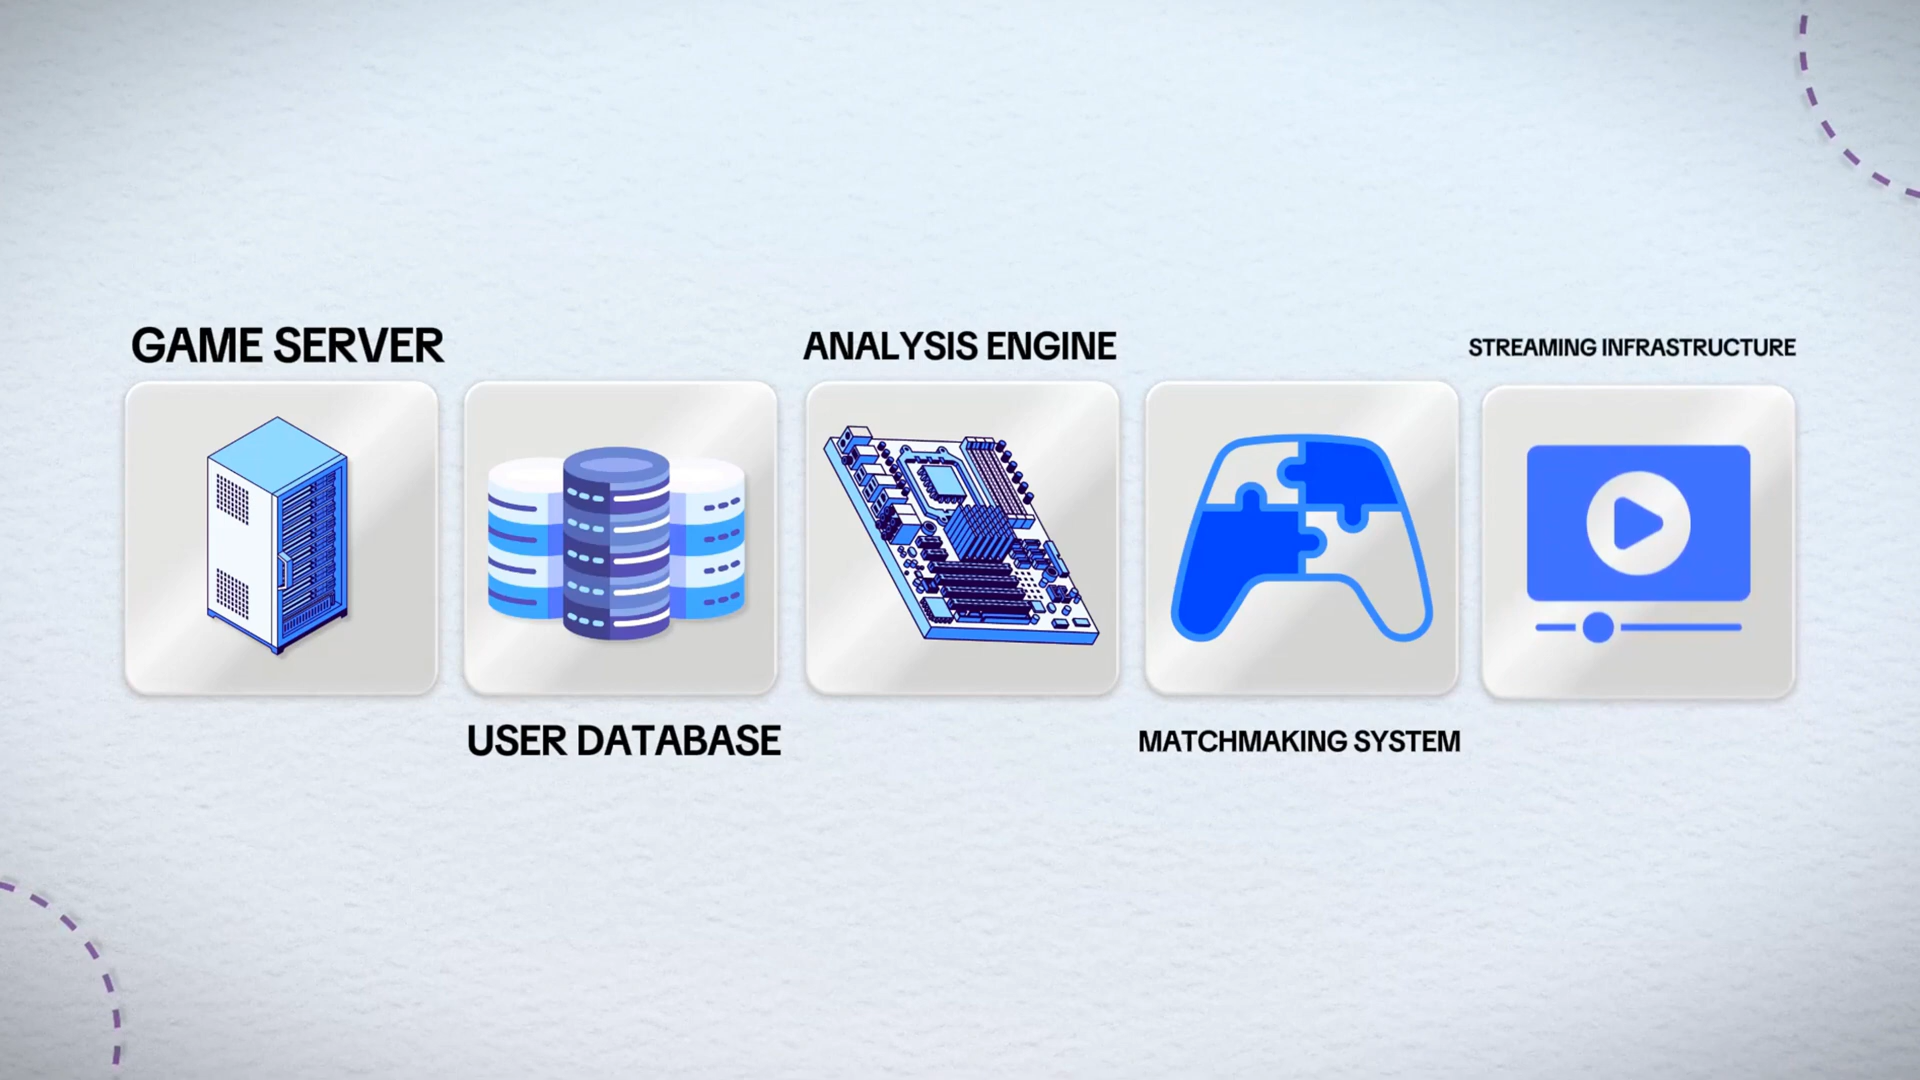 GAME SERVER
USER DATABASE
ANALYSIS ENGINE
MATCHMAKING SYSTEM
STREAMING INFRASTRUCTURE